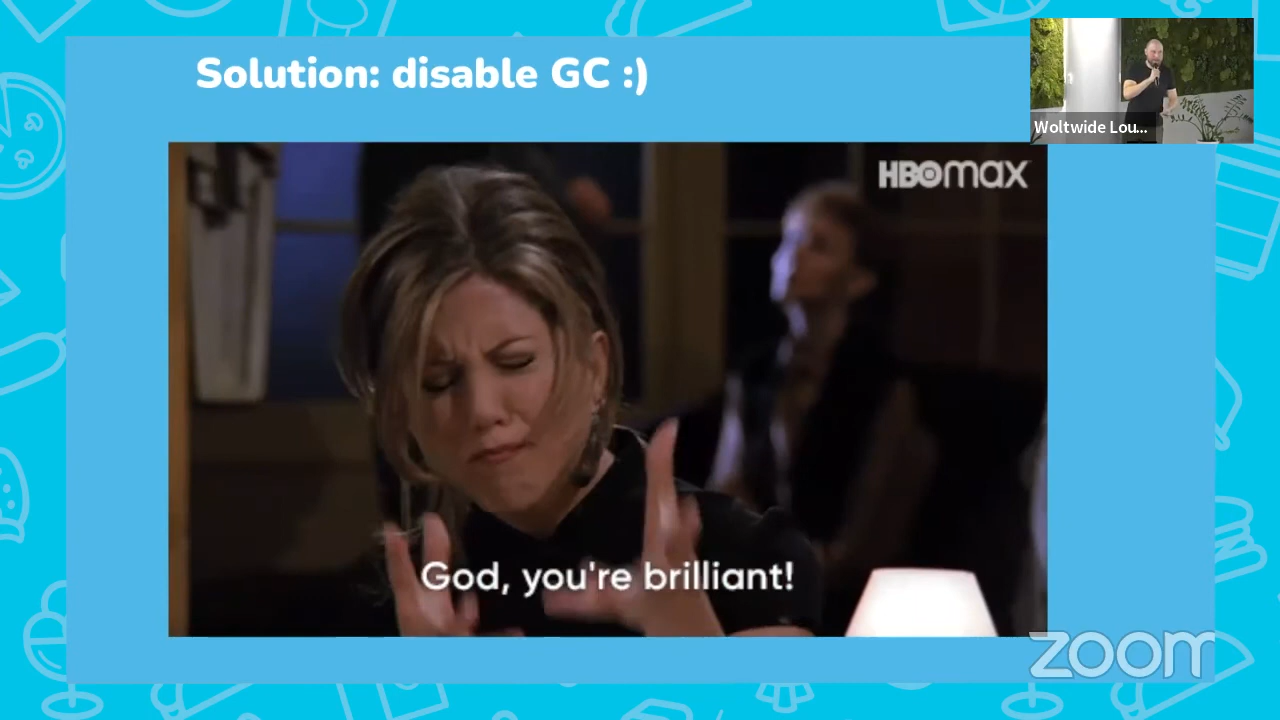 Solution: disable GC :)
Woltwide Lou...
HBOmax
God, you're brilliant!
zoom